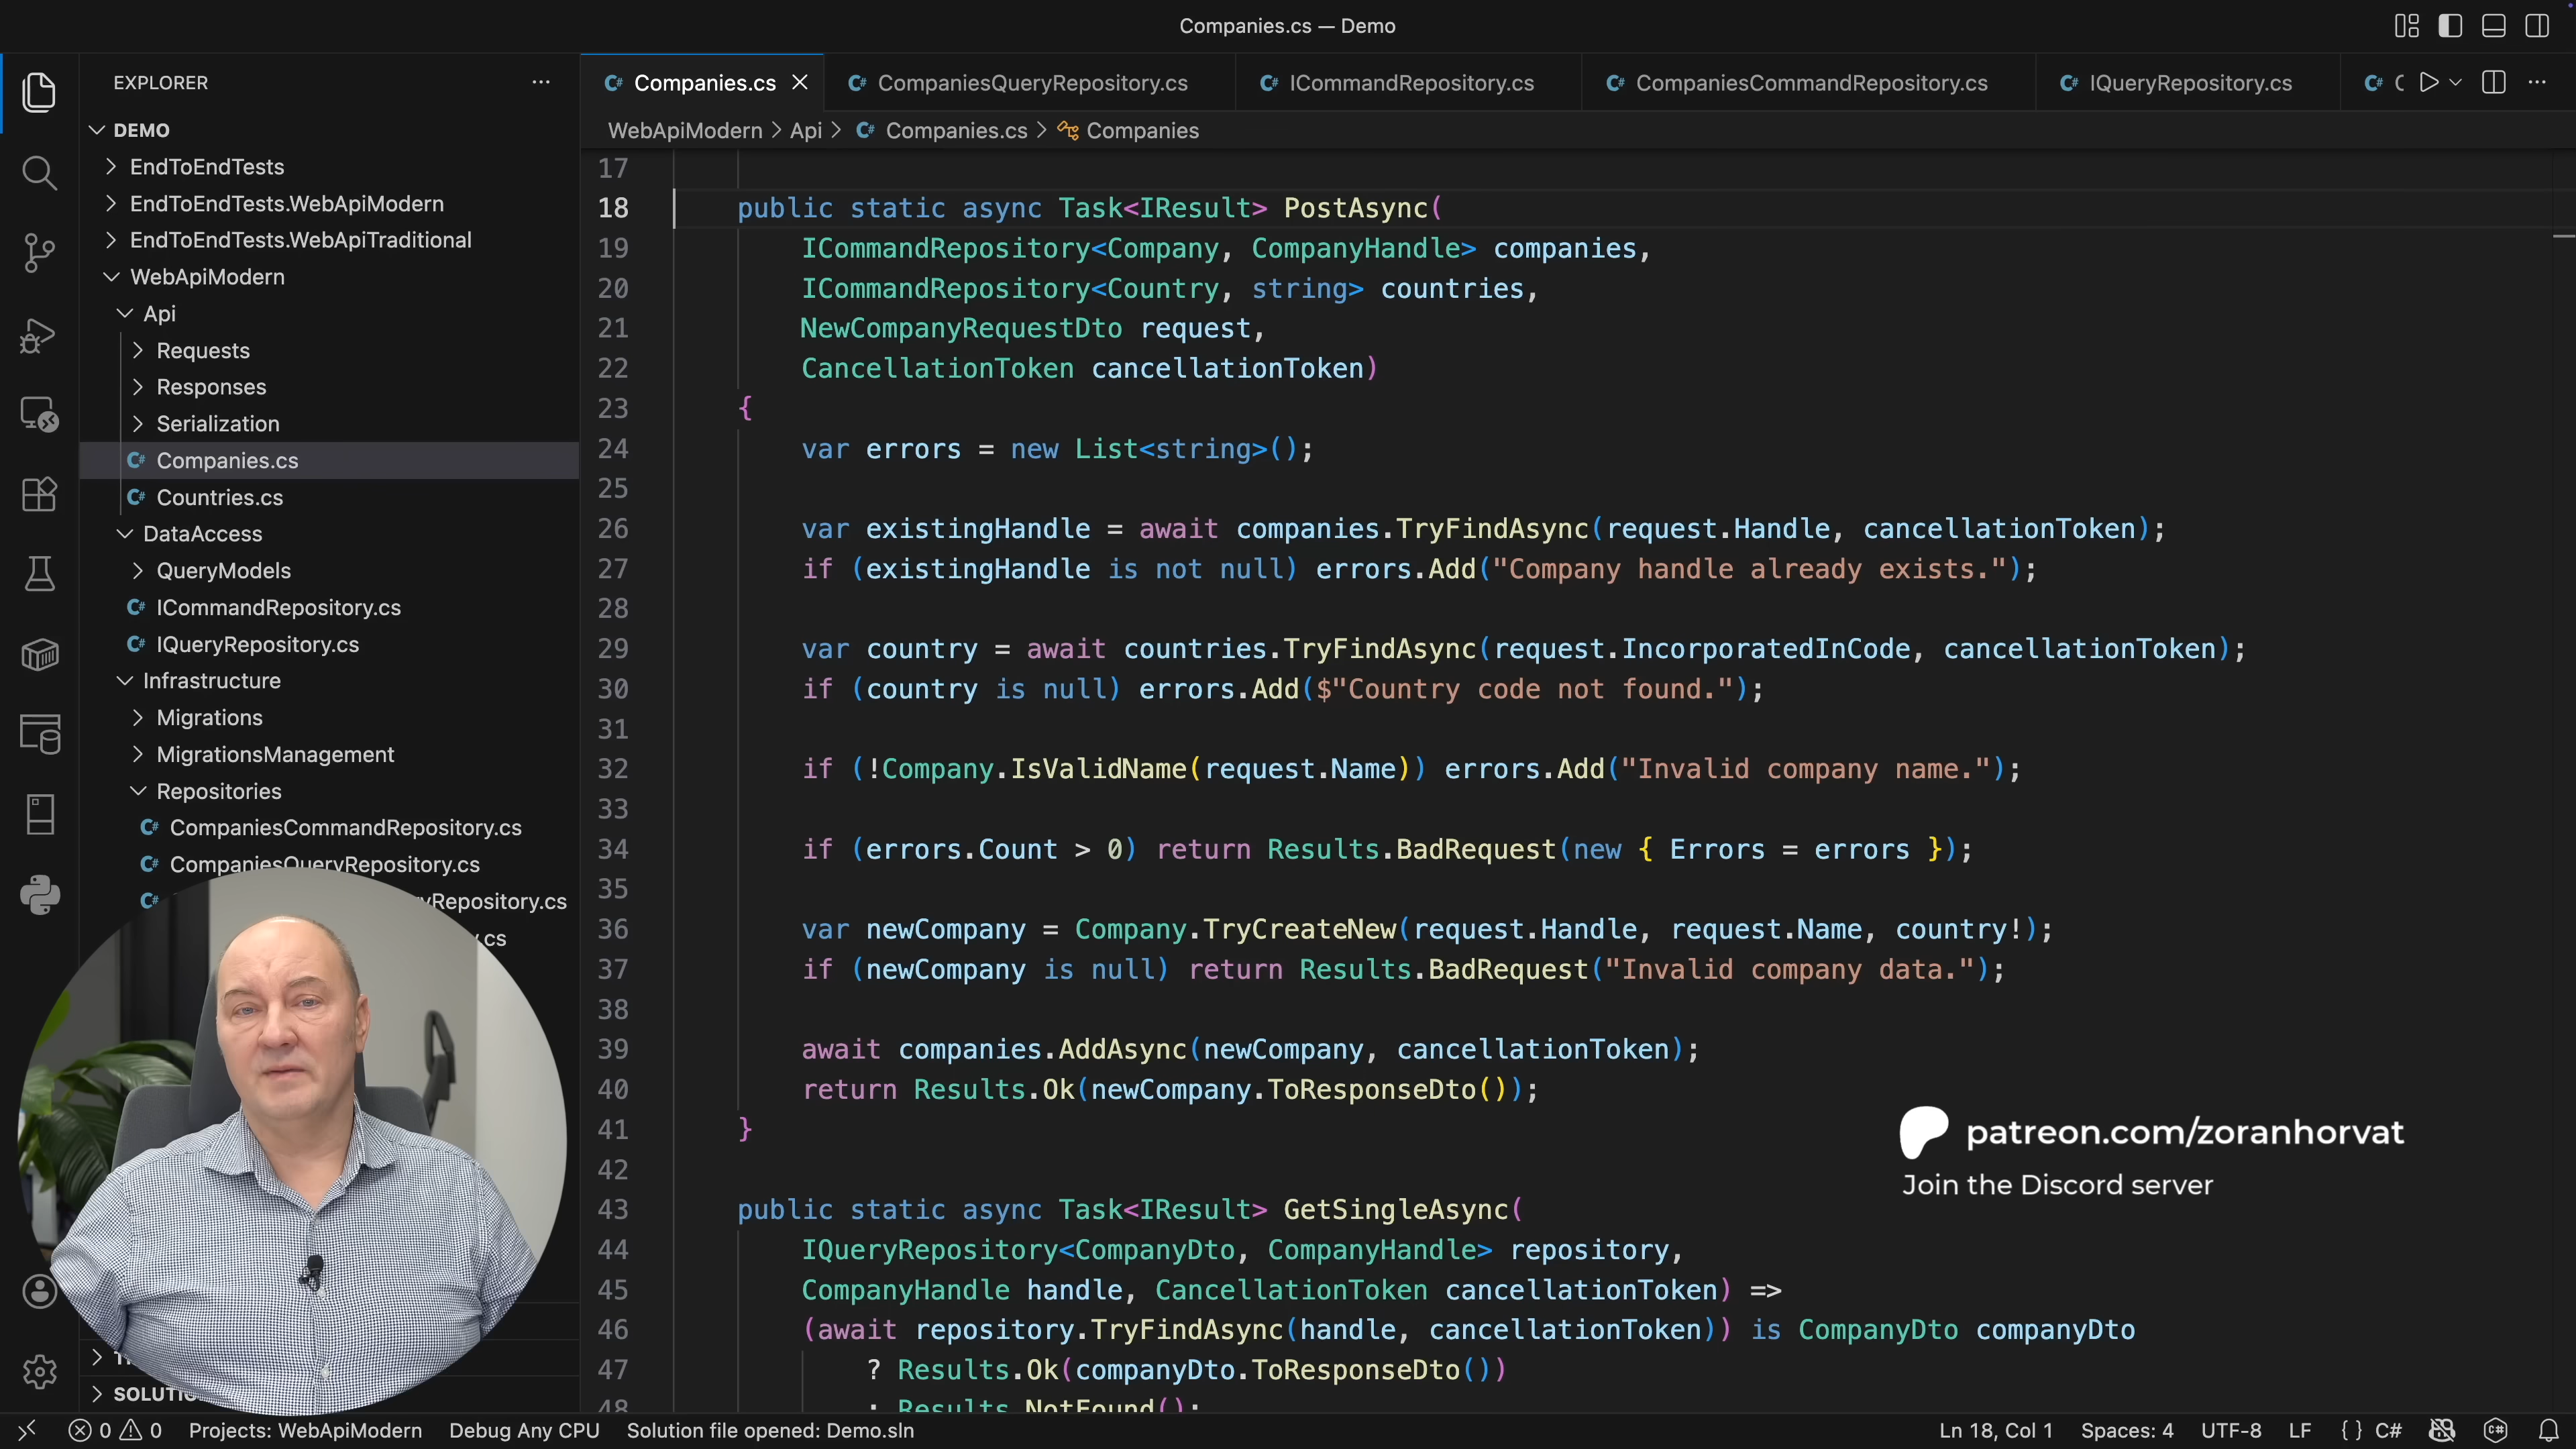 Companies.cs — Demo
EXPLORER
DEMO
EndToEndTests
EndToEndTests.WebApiModern
EndToEndTests.WebApiTraditional
WebApiModern
Api
Requests
Responses
Serialization
Companies.cs
Countries.cs
DataAccess
QueryModels
ICommandRepository.cs
IQueryRepository.cs
Infrastructure
Migrations
MigrationsManagement
Repositories
CompaniesCommandRepository.cs
CompaniesQueryRepository.cs
Repository.cs
.cs
Companies.cs CompaniesQueryRepository.cs ICommandRepository.cs CompaniesCommandRepository.cs IQueryRepository.cs
WebApiModern > Api > Companies.cs > Companies
17
18 public static async Task<IResult> PostAsync(
19 ICommandRepository<Company, CompanyHandle> companies,
20 ICommandRepository<Country, string> countries,
21 NewCompanyRequestDto request,
22 CancellationToken cancellationToken)
23 {
24 var errors = new List<string>();
25
26 var existingHandle = await companies.TryFindAsync(request.Handle, cancellationToken);
27 if (existingHandle is not null) errors.Add("Company handle already exists.");
28
29 var country = await countries.TryFindAsync(request.IncorporatedInCode, cancellationToken);
30 if (country is null) errors.Add($"Country code not found.");
31
32 if (!Company.IsValidName(request.Name)) errors.Add("Invalid company name.");
33
34 if (errors.Count > 0) return Results.BadRequest(new { Errors = errors });
35
36 var newCompany = Company.TryCreateNew(request.Handle, request.Name, country!);
37 if (newCompany is null) return Results.BadRequest("Invalid company data.");
38
39 await companies.AddAsync(newCompany, cancellationToken);
40 return Results.Ok(newCompany.ToResponseDto());
41 }
42
43 public static async Task<IResult> GetSingleAsync(
44 IQueryRepository<CompanyDto, CompanyHandle> repository,
45 CompanyHandle handle, CancellationToken cancellationToken) =>
46 (await repository.TryFindAsync(handle, cancellationToken)) is CompanyDto companyDto
47 ? Results.Ok(companyDto.ToResponseDto())
48 : Results.NotFound();
patreon.com/zoranhorvat
Join the Discord server
0 0 Projects: WebApiModern Debug Any CPU Solution file opened: Demo.sln Ln 18, Col 1 Spaces: 4 UTF-8 LF { } C#